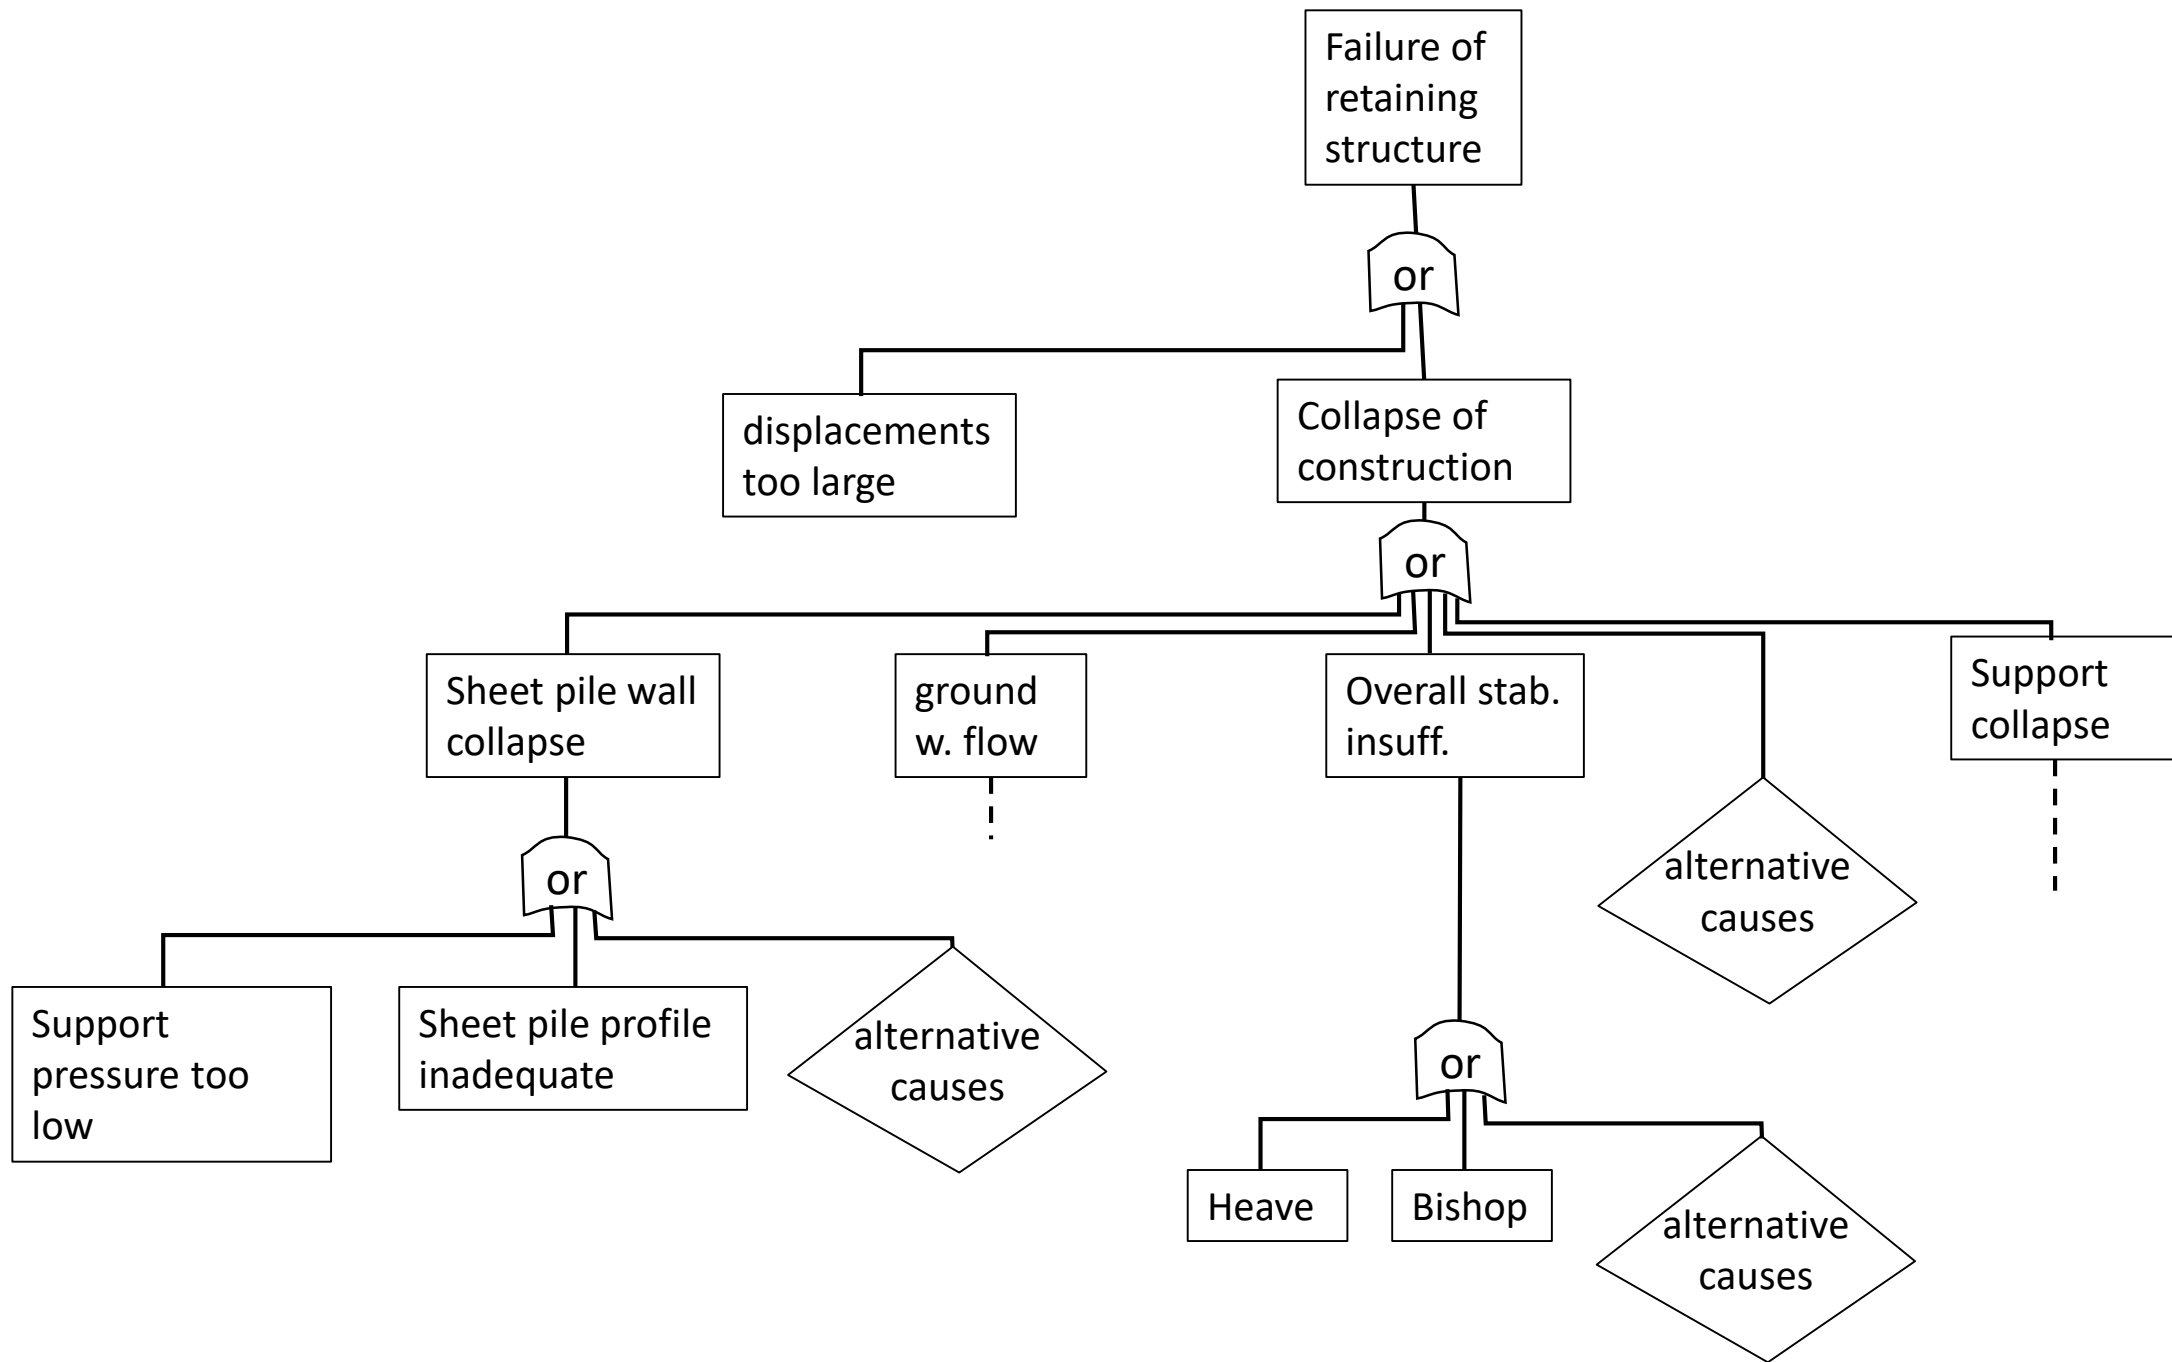 Failure of
retaining
structure
or
displacements
too large
Collapse of
construction
or
Sheet pile wall
collapse
ground
w. flow
Overall stab.
insuff.
Support
collapse
alternative
causes
or
Support
pressure too
low
Sheet pile profile
inadequate
alternative
causes
or
Heave
Bishop
alternative
causes